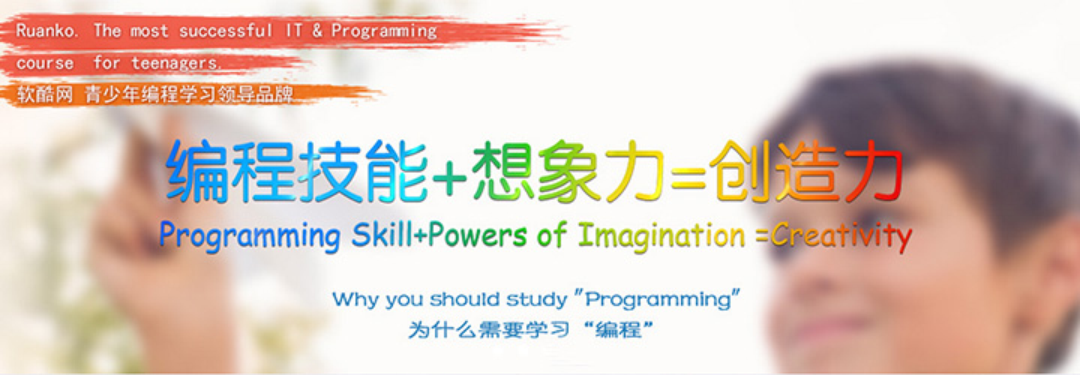 Ruanko. The most successful IT & Programming
course for teenagers.
软酷网 青少年编程学习领导品牌
编程技能+想象力=创造力
Programming Skill+Powers of Imagination =Creativity
Why you should study "Programming"
为什么需要学习“编程”